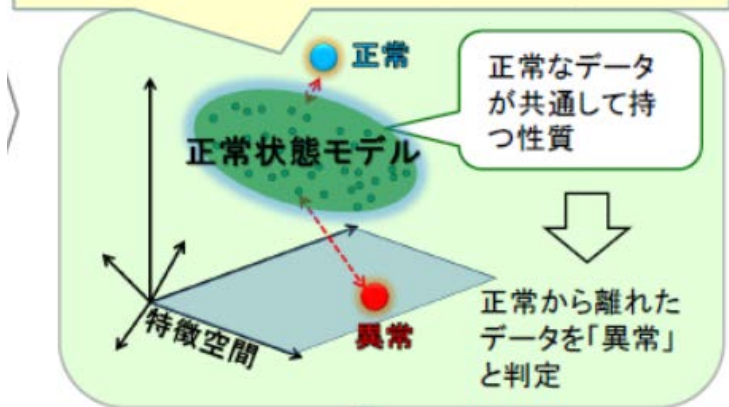 正常
正常なデータ
が共通して持
つ性質
正常状態モデル
特徴空間
異常
正常から離れた
データを「異常」
と判定